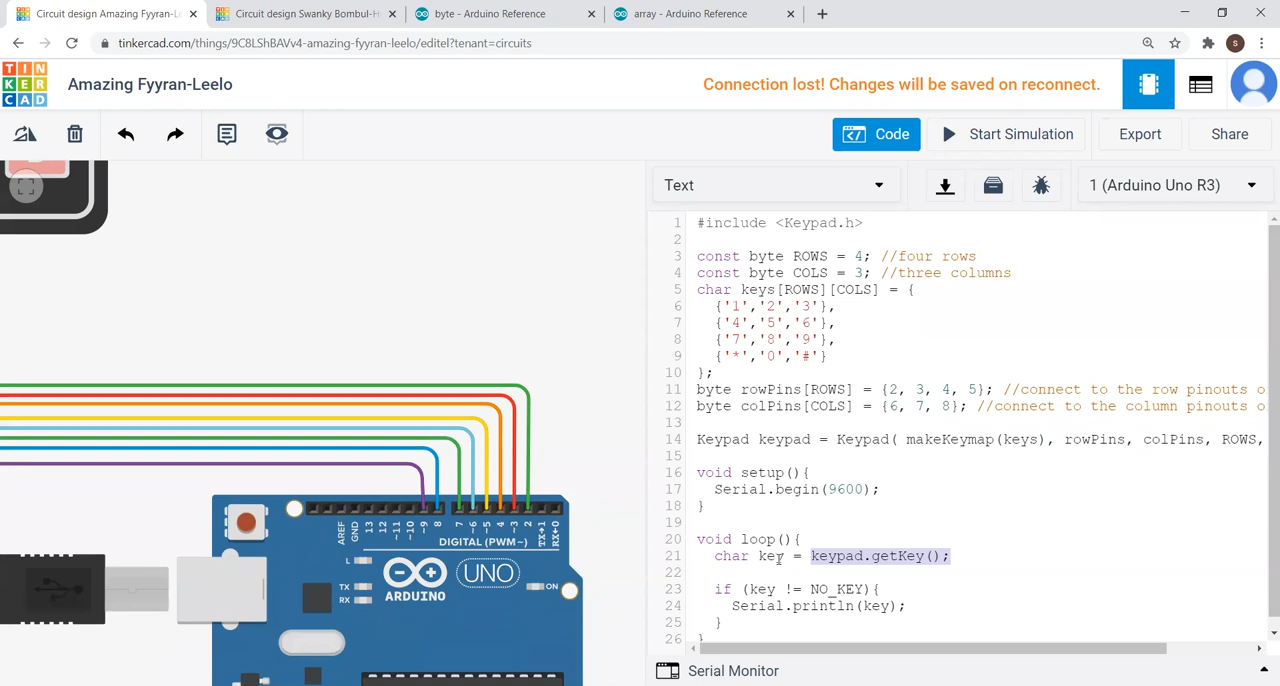 Circuit design Amazing Fyyran-Le
Circuit design Swanky Bombul-H
byte - Arduino Reference
array - Arduino Reference
tinkercad.com/things/9C8LShBAVv4-amazing-fyyran-leelo/editel?tenant=circuits
S
TIN
KER
CAD
Amazing Fyyran-Leelo
Connection lost! Changes will be saved on reconnect.
Code
Start Simulation
Export
Share
Text
1 (Arduino Uno R3)
1 #include <Keypad.h>
2
3 const byte ROWS = 4; //four rows
4 const byte COLS = 3; //three columns
5 char keys[ROWS][COLS] = {
6 {'1','2','3'},
7 {'4','5','6'},
8 {'7','8','9'},
9 {'*','0','#'}
10 };
11 byte rowPins[ROWS] = {2, 3, 4, 5}; //connect to the row pinouts o
12 byte colPins[COLS] = {6, 7, 8}; //connect to the column pinouts o
13
14 Keypad keypad = Keypad( makeKeymap(keys), rowPins, colPins, ROWS,
15
16 void setup(){
17 Serial.begin(9600);
18 }
19
20 void loop(){
21 char key = keypad.getKey();
22
23 if (key != NO_KEY){
24 Serial.println(key);
25 }
26 }
Serial Monitor
AREF
GND
13
12
~11
~10
~9
8
7
~6
~5
4
~3
2
TX→1
RX←0
DIGITAL (PWM~)
L
TX
RX
UNO
ON
ARDUINO